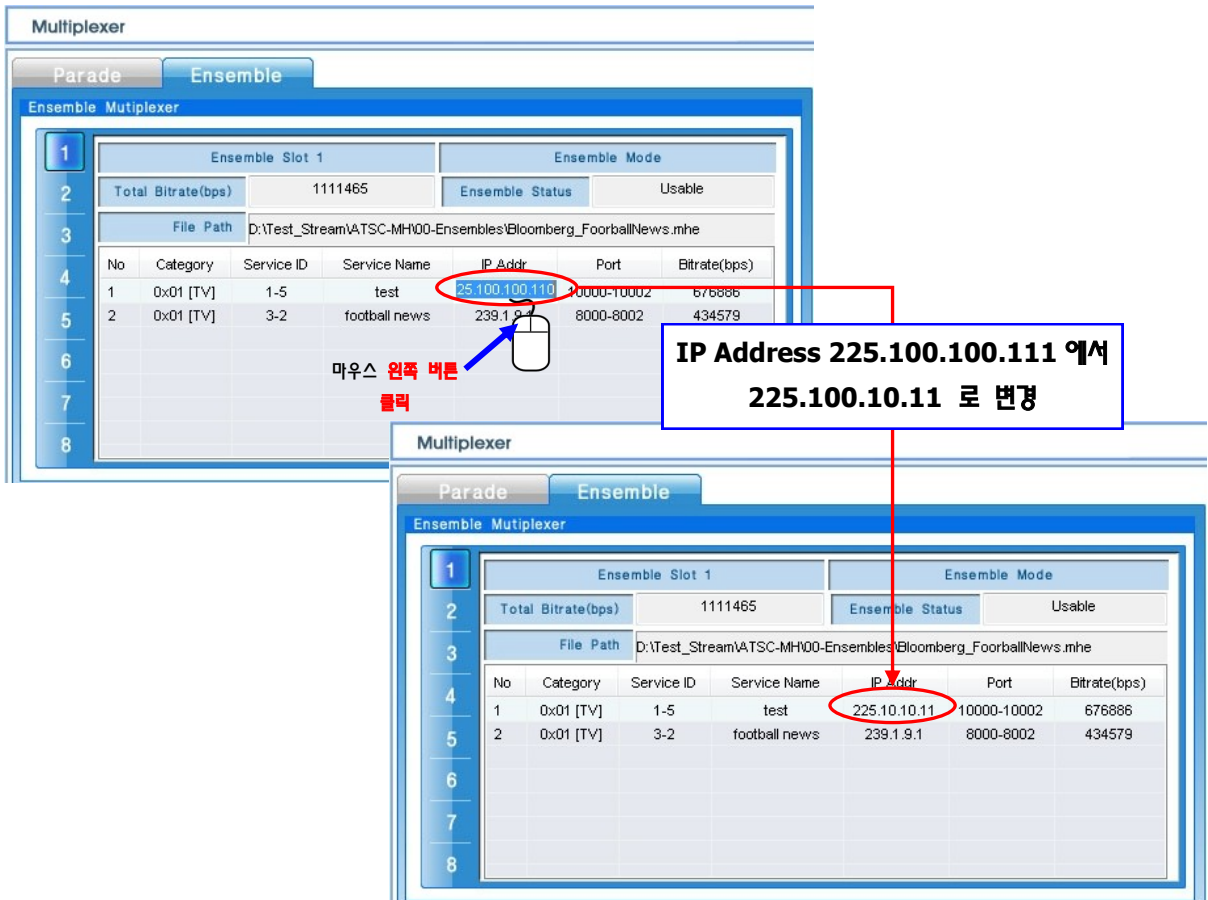 Multiplexer
Parade Ensemble
Ensemble Mutiplexer
1 Ensemble Slot 1 Ensemble Mode
2 Total Bitrate(bps) 1111465 Ensemble Status Usable
3 File Path D:\Test_Stream\ATSC-MH\00-Ensembles\Bloomberg_FoorballNews.mhe
No Category Service ID Service Name IP Addr Port Bitrate(bps)
4 1 0x01 [TV] 1-5 test 25.100.100.110 10000-10002 676886
5 2 0x01 [TV] 3-2 football news 239.1.9.1 8000-8002 434579
6
7
8
마우스 왼쪽 버튼
클릭
IP Address 225.100.100.111 에서
225.100.10.11 로 변경
Multiplexer
Parade Ensemble
Ensemble Mutiplexer
1 Ensemble Slot 1 Ensemble Mode
2 Total Bitrate(bps) 1111465 Ensemble Status Usable
3 File Path D:\Test_Stream\ATSC-MH\00-Ensembles\Bloomberg_FoorballNews.mhe
No Category Service ID Service Name IP Addr Port Bitrate(bps)
4 1 0x01 [TV] 1-5 test 225.10.10.11 10000-10002 676886
5 2 0x01 [TV] 3-2 football news 239.1.9.1 8000-8002 434579
6
7
8